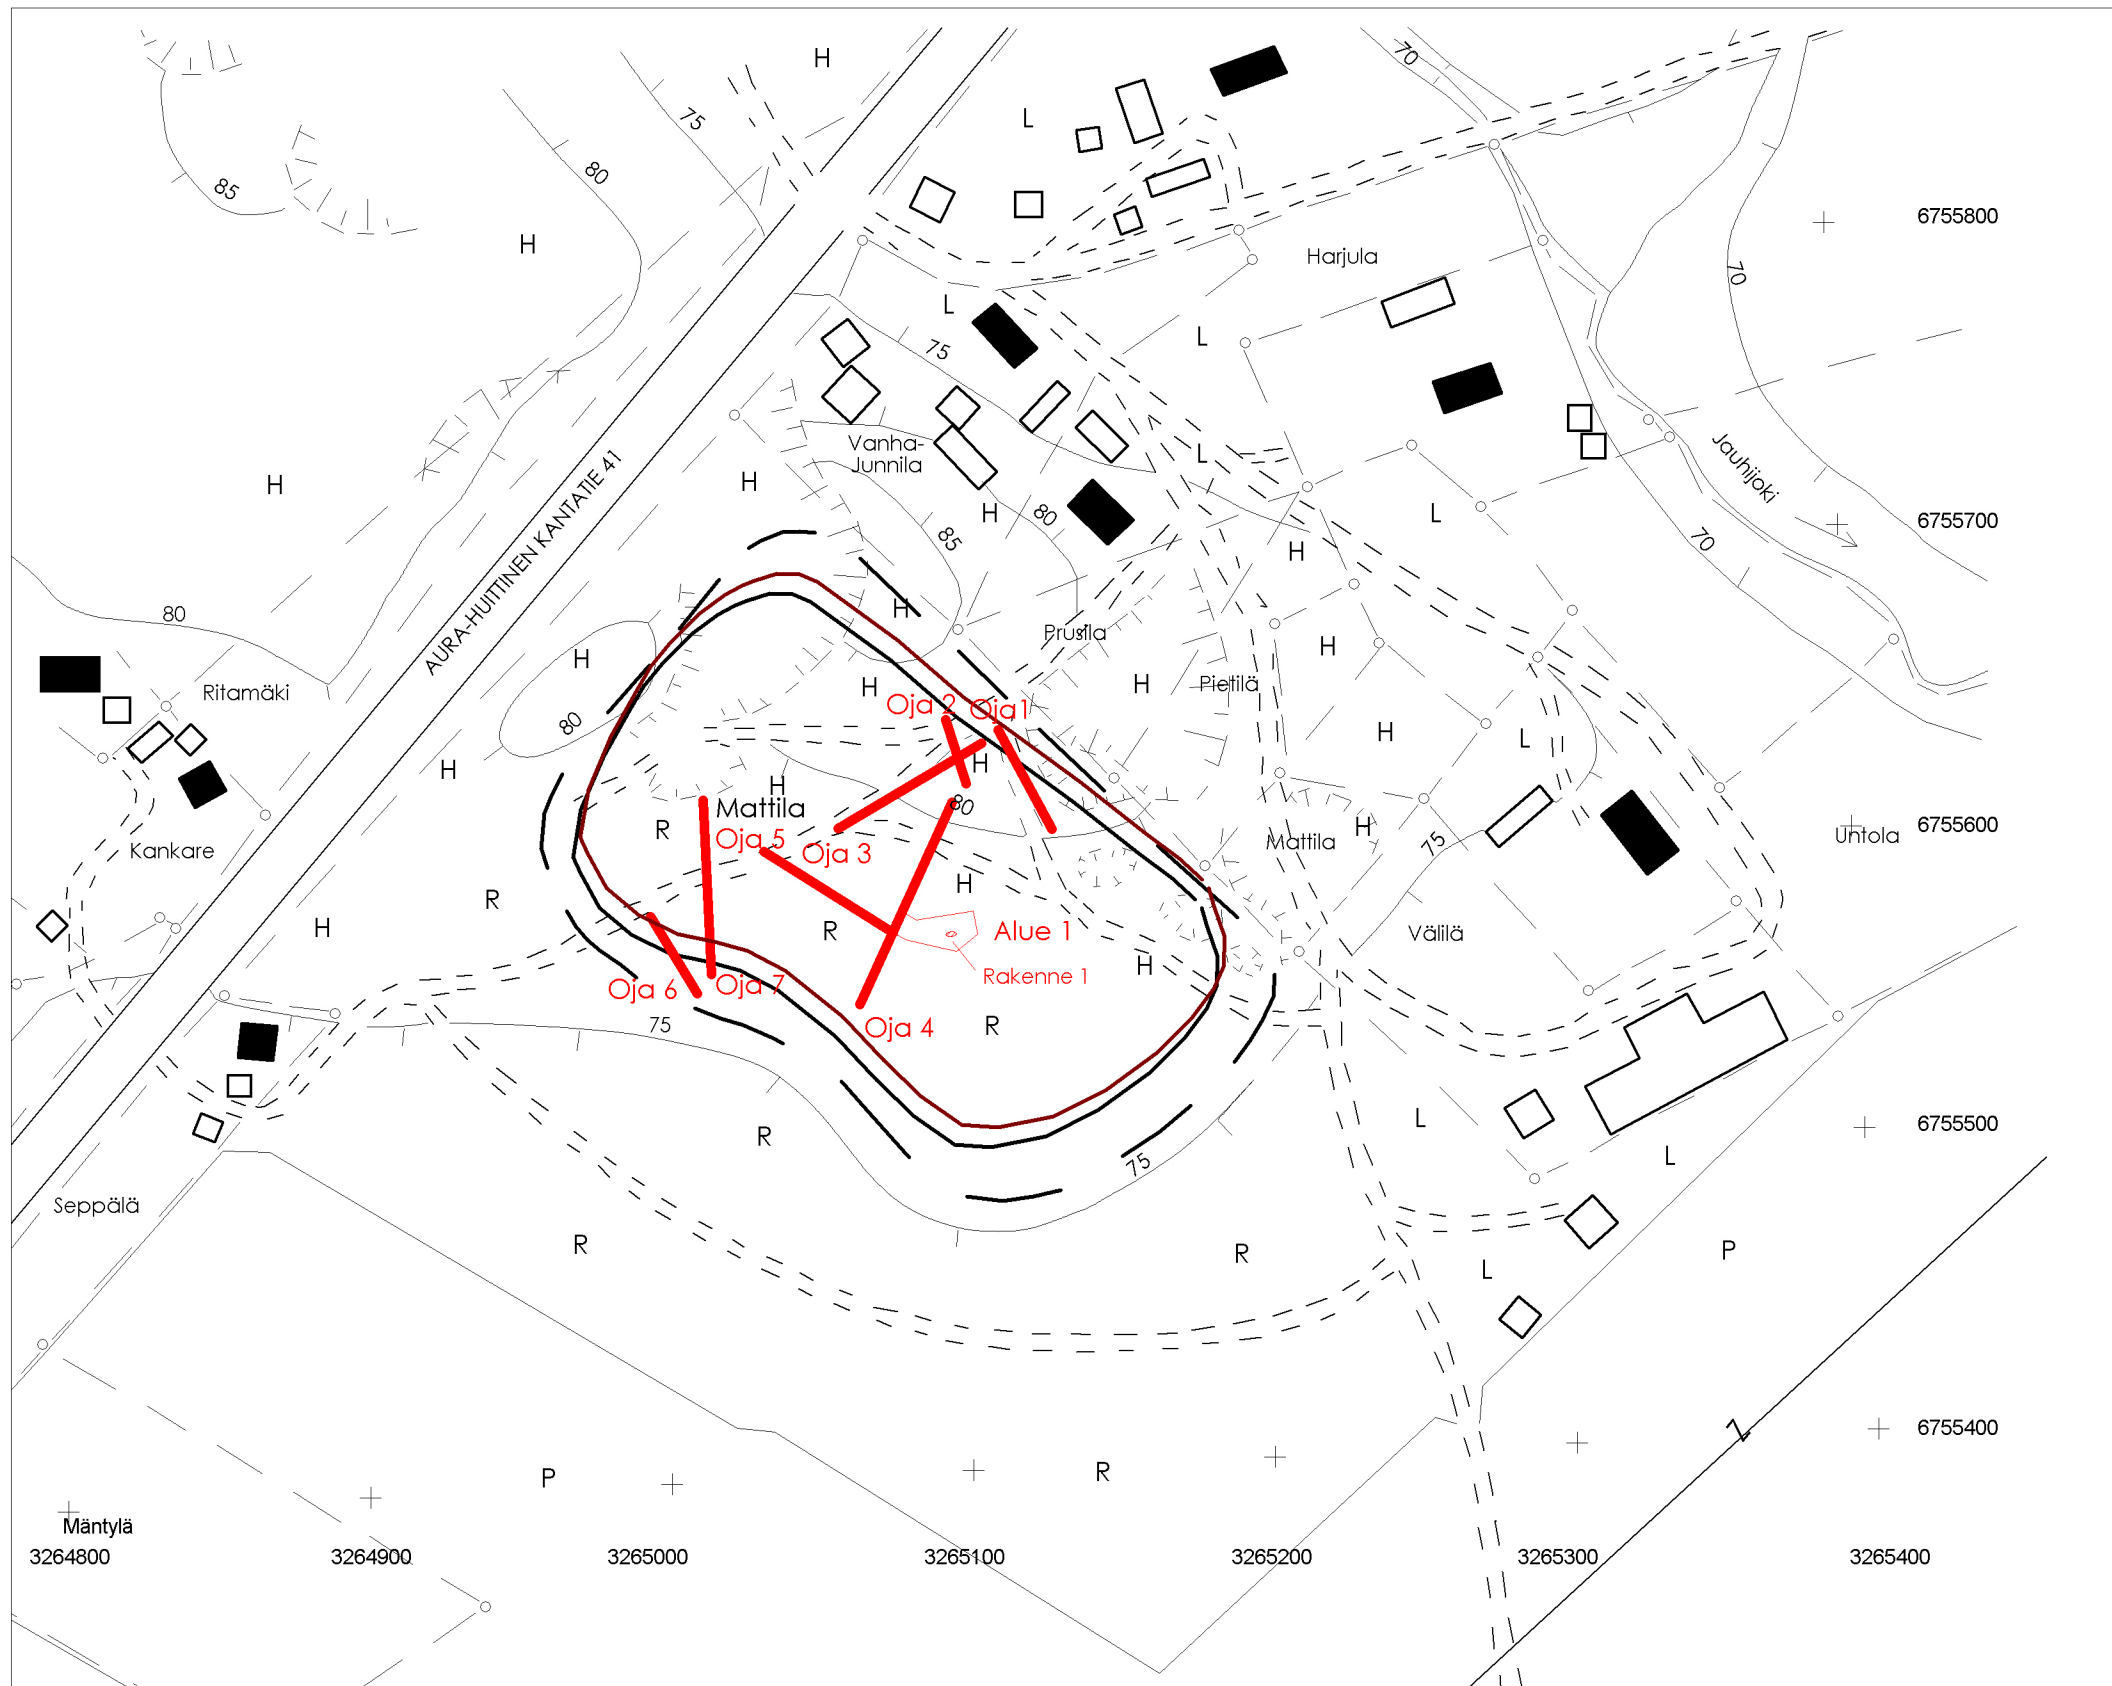 H
70
L
75
80
85
6755800
H
Harjula
70
L
75
L
AURA-HUITTINEN KANTATIE 41
Vanha-
Junnila
L
Jauhijoki
H
H
H
80
L
6755700
85
70
H
80
H
Prusila
H
H
Ritamäki
H
H
Pietilä
Oja 2
Oja1
80
H
L
H
H
H
80
Mattila
R
Oja 5
Oja 3
H
Mattila
75
Untola
6755600
Kankare
H
R
H
R
Alue 1
Välilä
Rakenne 1
H
Oja 6
Oja 7
75
Oja 4
R
R
L
6755500
75
L
Seppälä
R
R
P
L
6755400
Z
P
R
Mäntylä
3264800
3264900
3265000
3265100
3265200
3265300
3265400